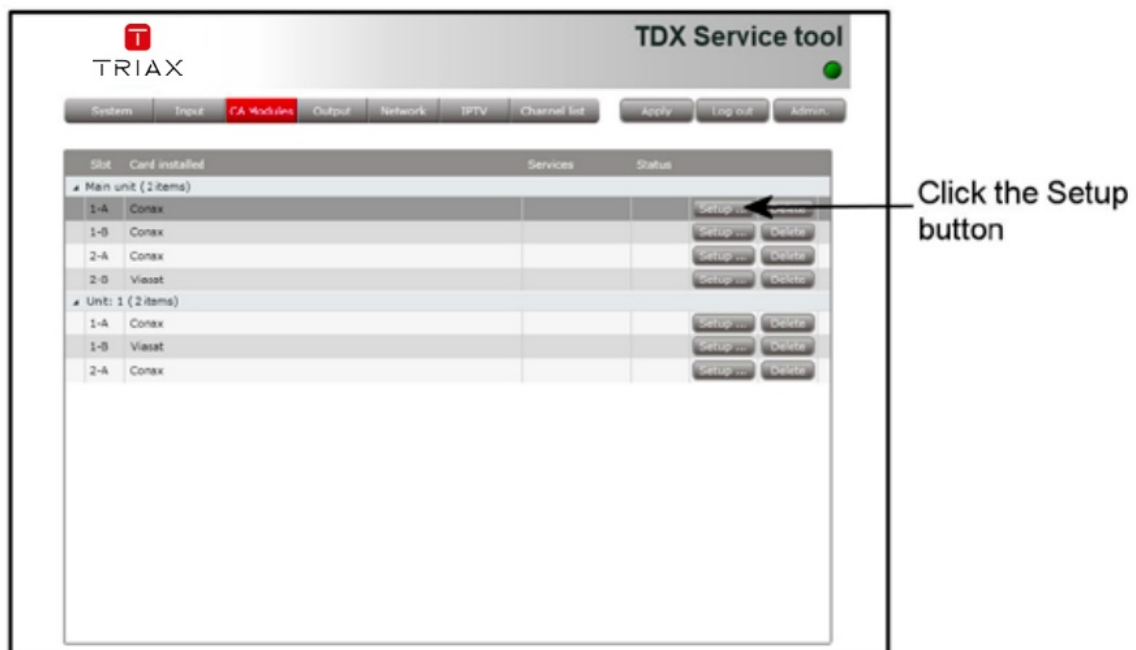 TRIAX
TDX Service tool
System Input CA Modules Output Network IPTV Channel list Apply Log out Admin.
Slot Card installed Services Status
Main unit (2 items)
1-A Conax Setup ... Delete
1-B Conax Setup ... Delete
2-A Conax Setup ... Delete
2-B Viasat Setup ... Delete
Unit: 1 (2 items)
1-A Conax Setup ... Delete
1-B Viasat Setup ... Delete
2-A Conax Setup ... Delete
Click the Setup
button